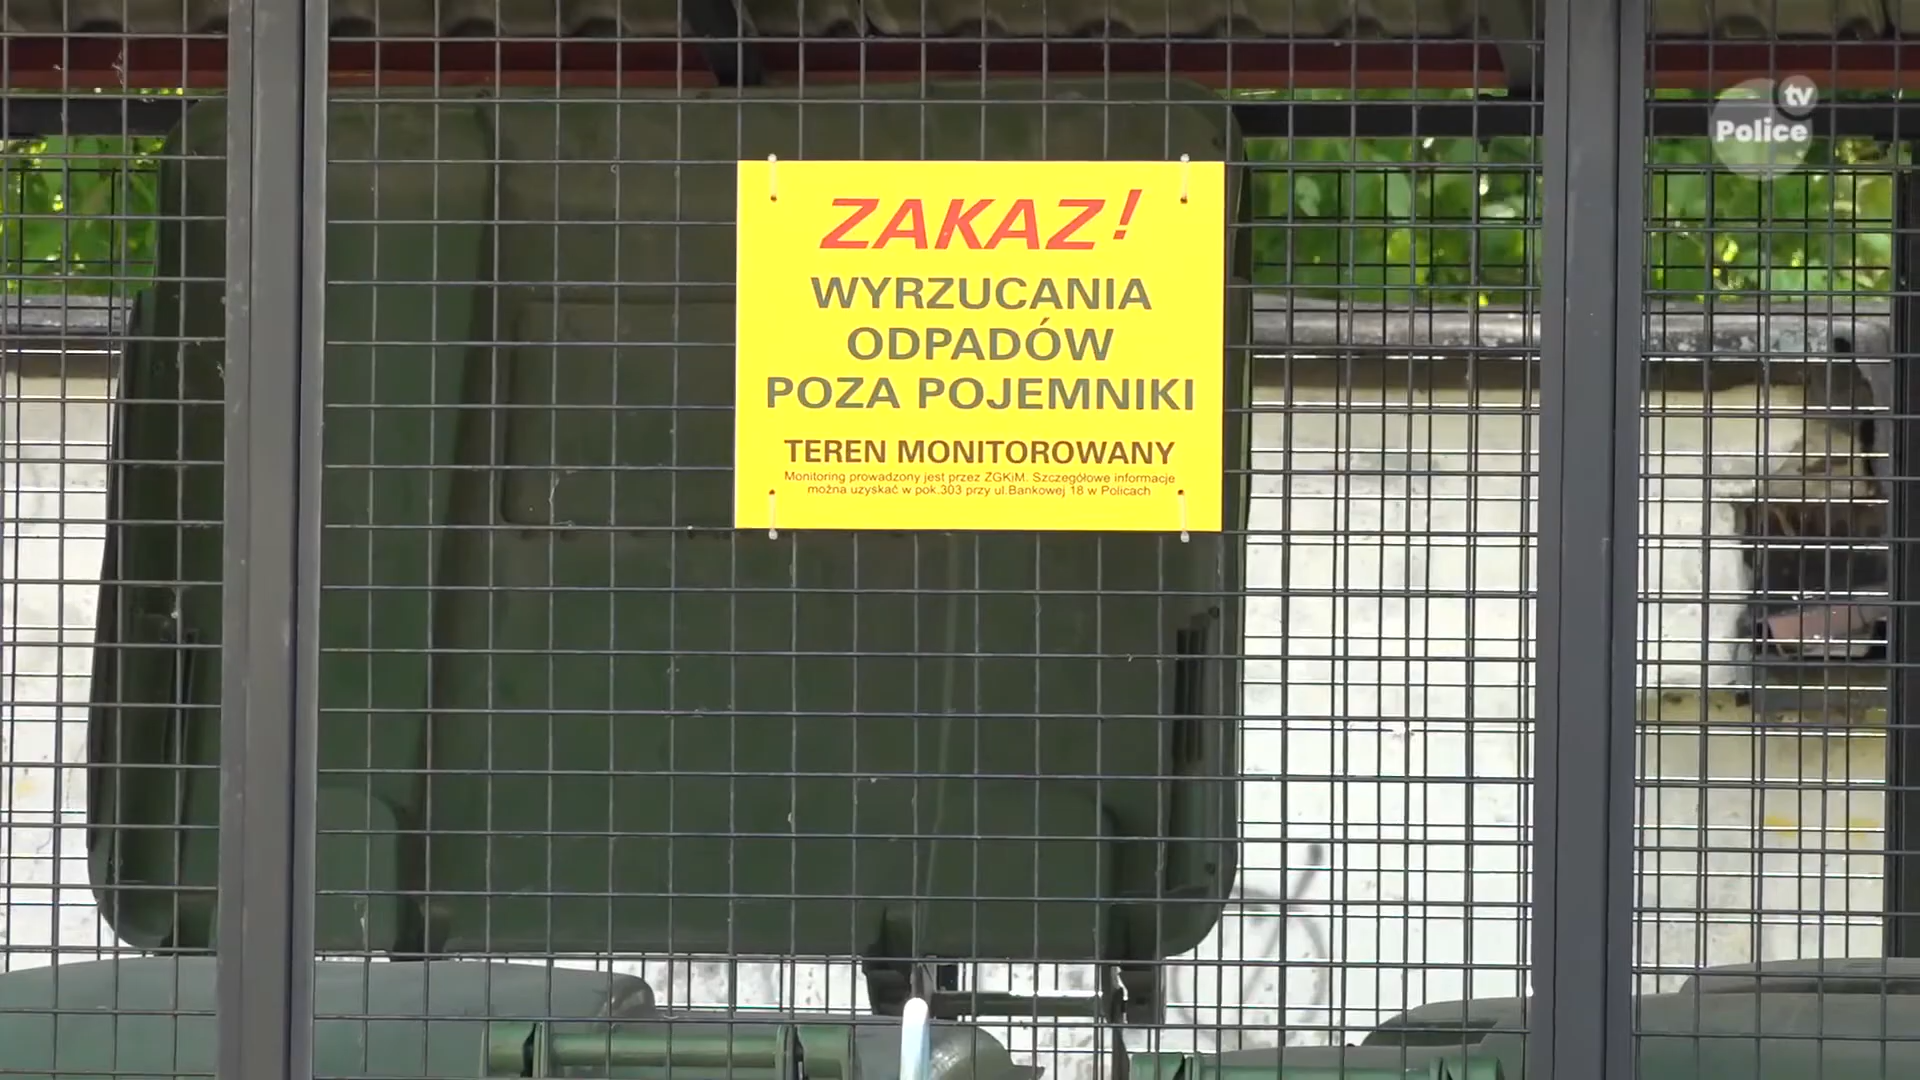 tv
Police
ZAKAZ!
WYRZUCANIA
ODPADÓW
POZA POJEMNIKI
TEREN MONITOROWANY
Monitoring prowadzony jest przez ZGKiM. Szczegółowe informacje
można uzyskać w pok.303 przy ul.Bankowej 18 w Policach